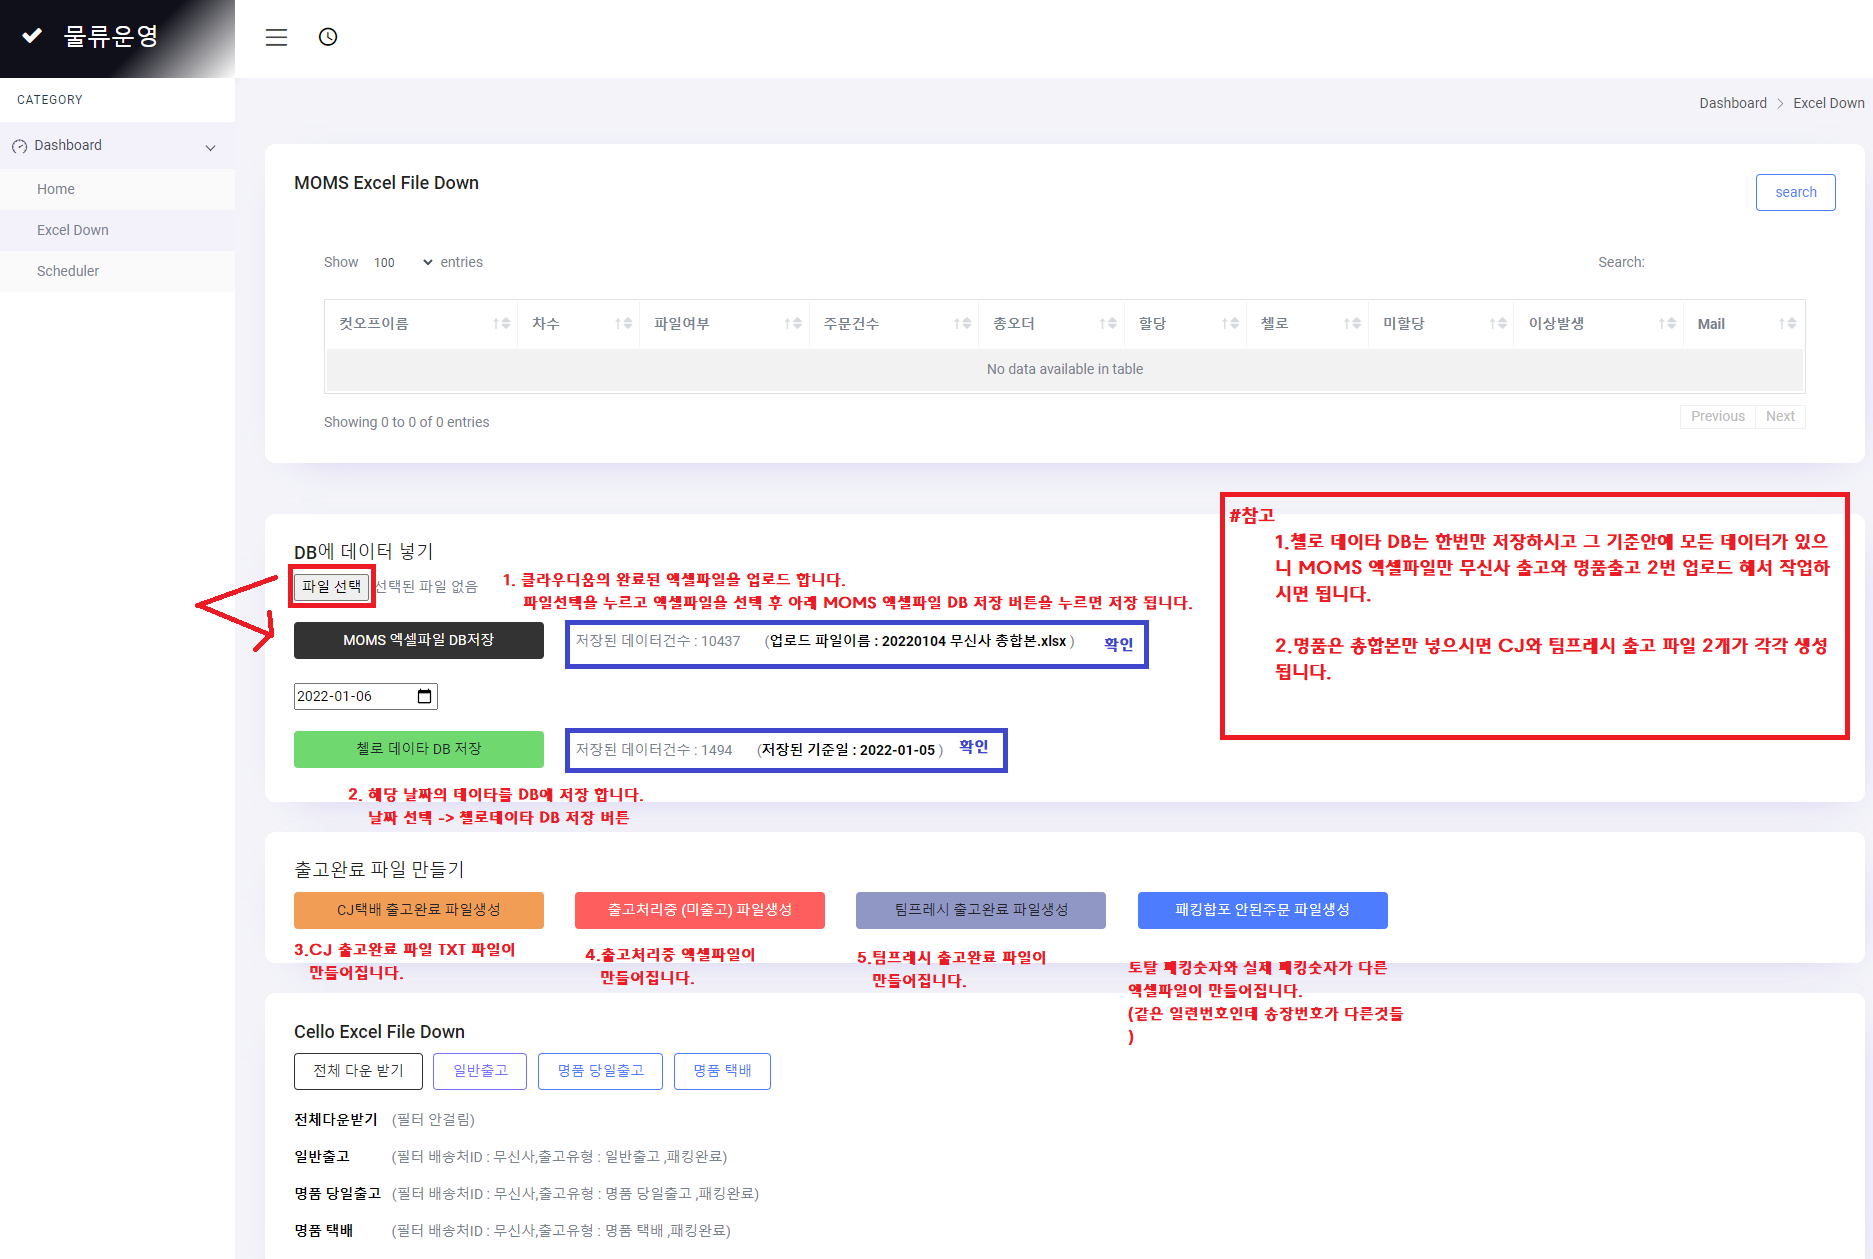 물류운영
CATEGORY
Dashboard
Home
Excel Down
Scheduler
Dashboard > Excel Down
MOMS Excel File Down
search
Show 100 entries
Search:
컷오프이름 차수 파일여부 주문건수 총오더 할당 첼로 미할당 이상발생 Mail
No data available in table
Showing 0 to 0 of 0 entries
Previous Next
#참고
1.첼로 데이타 DB는 한번만 저장하시고 그 기준안에 모든 데이터가 있으
니 MOMS 엑셀파일만 무신사 출고와 명품출고 2번 업로드 해서 작업하
시면 됩니다.
2.명품은 총합본만 넣으시면 CJ와 팀프레시 출고 파일 2개가 각각 생성
됩니다.
DB에 데이터 넣기
파일 선택 선택된 파일 없음
1. 클라우디움의 완료된 엑셀파일을 업로드 합니다.
파일선택을 누르고 엑셀파일을 선택 후 아래 MOMS 엑셀파일 DB 저장 버튼을 누르면 저장 됩니다.
MOMS 엑셀파일 DB저장
저장된 데이터건수 : 10437 (업로드 파일이름 : 20220104 무신사 종합본.xlsx ) 확인
2022-01-06
첼로 데이타 DB 저장
저장된 데이터건수 : 1494 (저장된 기준일 : 2022-01-05 ) 확인
2. 해당 날짜의 데이타를 DB에 저장 합니다.
날짜 선택 -> 첼로데이타 DB 저장 버튼
출고완료 파일 만들기
CJ택배 출고완료 파일생성
출고처리중 (미출고) 파일생성
팀프레시 출고완료 파일생성
패킹합포 안된주문 파일생성
3.CJ 출고완료 파일 TXT 파일이
만들어집니다.
4.출고처리중 엑셀파일이
만들어집니다.
5.팀프레시 출고완료 파일이
만들어집니다.
토탈 패킹숫자와 실제 패킹숫자가 다른
엑셀파일이 만들어집니다.
(같은 일련번호인데 송장번호가 다른것들
)
Cello Excel File Down
전체 다운 받기
일반출고
명품 당일출고
명품 택배
전체다운받기 (필터 안걸림)
일반출고 (필터 배송처ID : 무신사,출고유형 : 일반출고 ,패킹완료)
명품 당일출고 (필터 배송처ID : 무신사,출고유형 : 명품 당일출고 ,패킹완료)
명품 택배 (필터 배송처ID : 무신사,출고유형 : 명품 택배 ,패킹완료)